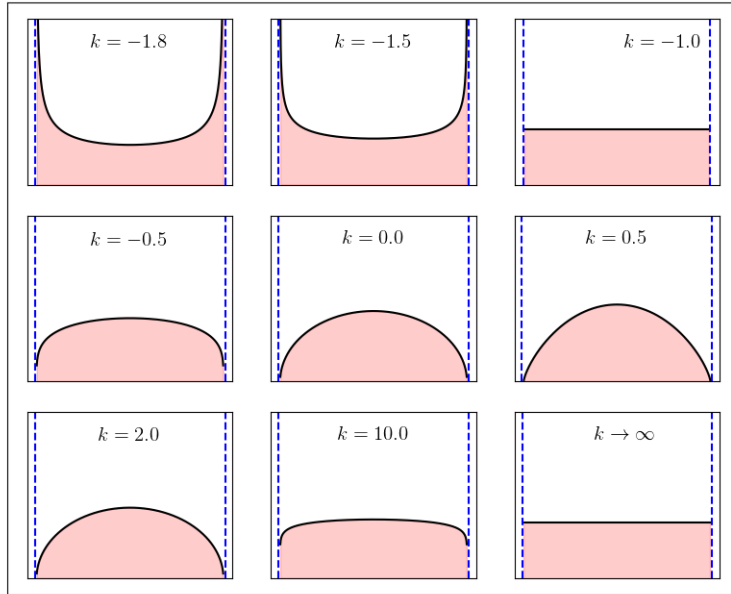 k = −1.8
k = −1.5
k = −1.0
k = −0.5
k = 0.0
k = 0.5
k = 2.0
k = 10.0
k → ∞